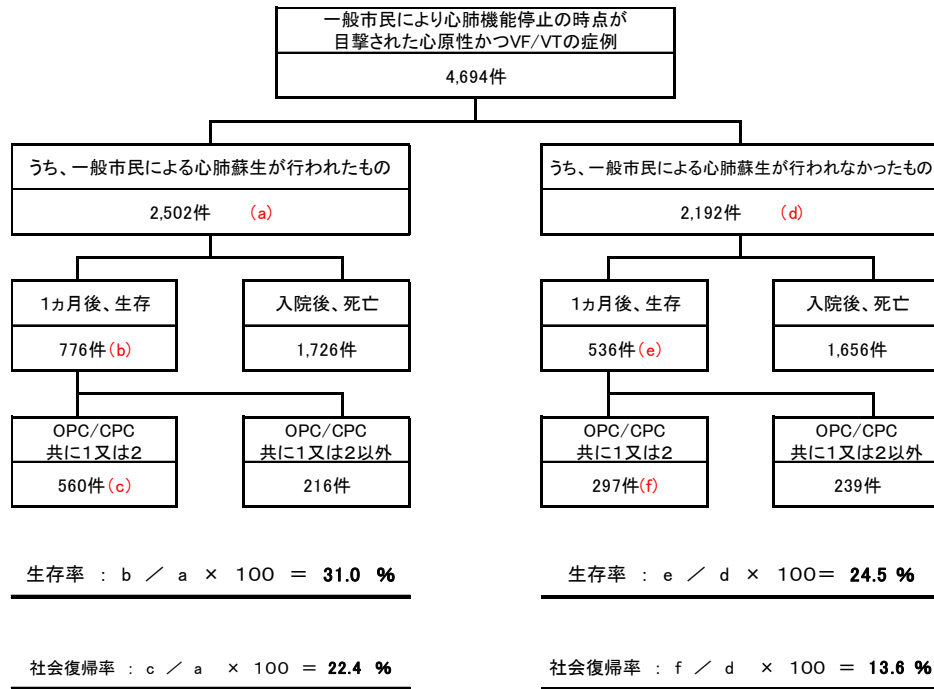 一般市民により心肺機能停止の時点が
目撃された心原性かつVF/VTの症例
4,694件
うち、一般市民による心肺蘇生が行われたもの
2,502件 (a)
うち、一般市民による心肺蘇生が行われなかったもの
2,192件 (d)
1ヵ月後、生存
776件(b)
入院後、死亡
1,726件
1ヵ月後、生存
536件(e)
入院後、死亡
1,656件
OPC/CPC
共に1又は2
560件(c)
OPC/CPC
共に1又は2以外
216件
OPC/CPC
共に1又は2
297件(f)
OPC/CPC
共に1又は2以外
239件
生存率 : b / a × 100 = 31.0 %
生存率 : e / d × 100= 24.5 %
社会復帰率 : c / a × 100 = 22.4 %
社会復帰率 : f / d × 100 = 13.6 %